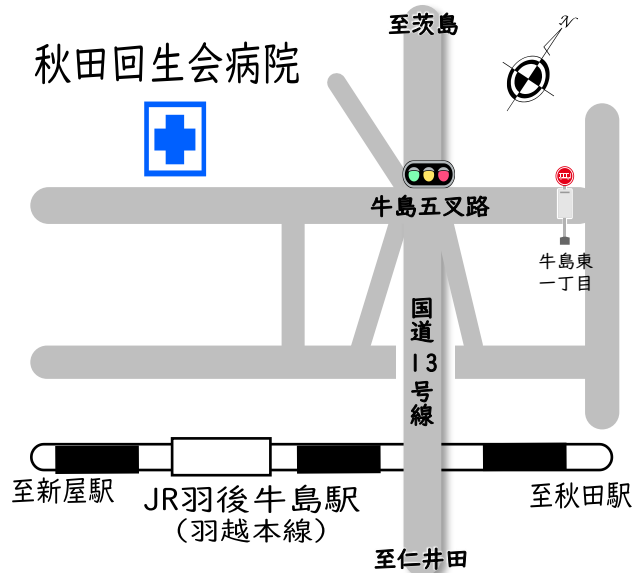 至茨島
N
秋田回生会病院
牛島五叉路
牛島東
一丁目
国道13号線
至新屋駅
JR羽後牛島駅
(羽越本線)
至秋田駅
至仁井田